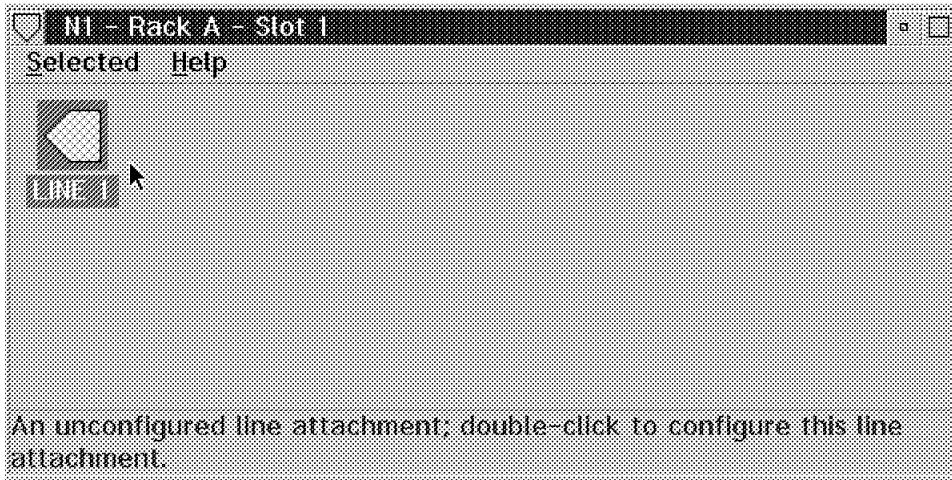 N1 - Rack A - Slot 1
Selected Help
LINE 1
An unconfigured line attachment; double-click to configure this line
attachment.